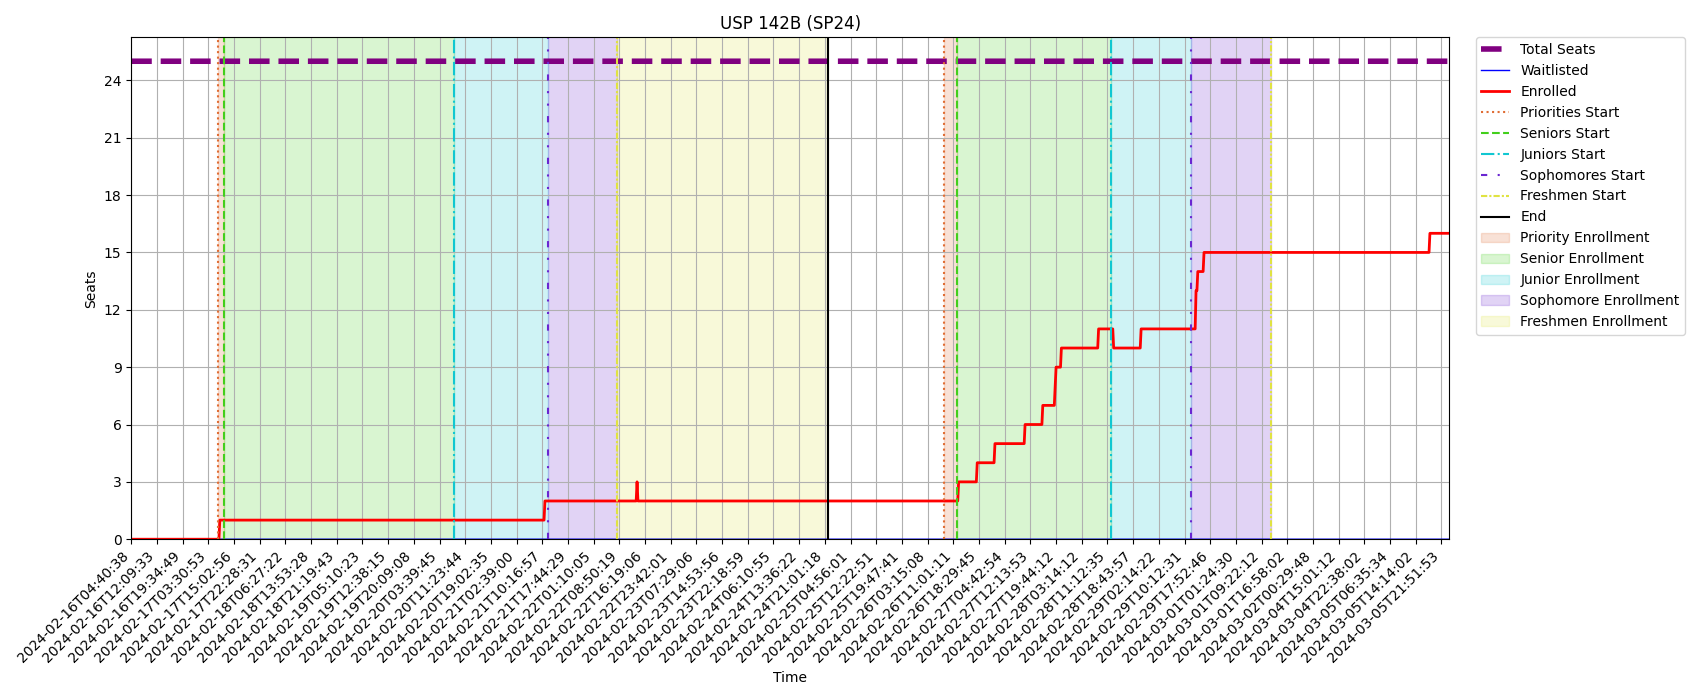 USP 142B (SP24)
Seats
24
21
18
15
12
9
6
3
0
2024-02-16T04:40:38
2024-02-16T12:09:33
2024-02-16T19:34:49
2024-02-17T03:30:53
2024-02-17T15:02:56
2024-02-17T22:28:31
2024-02-18T06:27:22
2024-02-18T13:53:28
2024-02-18T21:19:43
2024-02-19T05:10:23
2024-02-19T12:38:15
2024-02-19T20:09:08
2024-02-20T03:39:45
2024-02-20T11:23:44
2024-02-20T19:02:35
2024-02-21T02:39:00
2024-02-21T10:16:57
2024-02-21T17:44:29
2024-02-22T01:10:05
2024-02-22T08:50:19
2024-02-22T16:19:06
2024-02-22T23:42:01
2024-02-23T07:29:06
2024-02-23T14:53:56
2024-02-23T22:18:59
2024-02-24T06:10:55
2024-02-24T13:36:22
2024-02-24T21:01:18
2024-02-25T04:56:01
2024-02-25T12:22:51
2024-02-25T19:47:41
2024-02-26T03:15:08
2024-02-26T11:01:11
2024-02-26T18:29:45
2024-02-27T04:42:54
2024-02-27T12:13:53
2024-02-27T19:44:12
2024-02-28T03:14:12
2024-02-28T11:12:35
2024-02-28T18:43:57
2024-02-29T02:14:22
2024-02-29T10:12:31
2024-02-29T17:52:46
2024-03-01T01:24:30
2024-03-01T09:22:12
2024-03-01T16:58:02
2024-03-02T00:29:48
2024-03-04T15:01:12
2024-03-04T22:38:02
2024-03-05T06:35:34
2024-03-05T14:14:02
2024-03-05T21:51:53
Time
Total Seats
Waitlisted
Enrolled
Priorities Start
Seniors Start
Juniors Start
Sophomores Start
Freshmen Start
End
Priority Enrollment
Senior Enrollment
Junior Enrollment
Sophomore Enrollment
Freshmen Enrollment